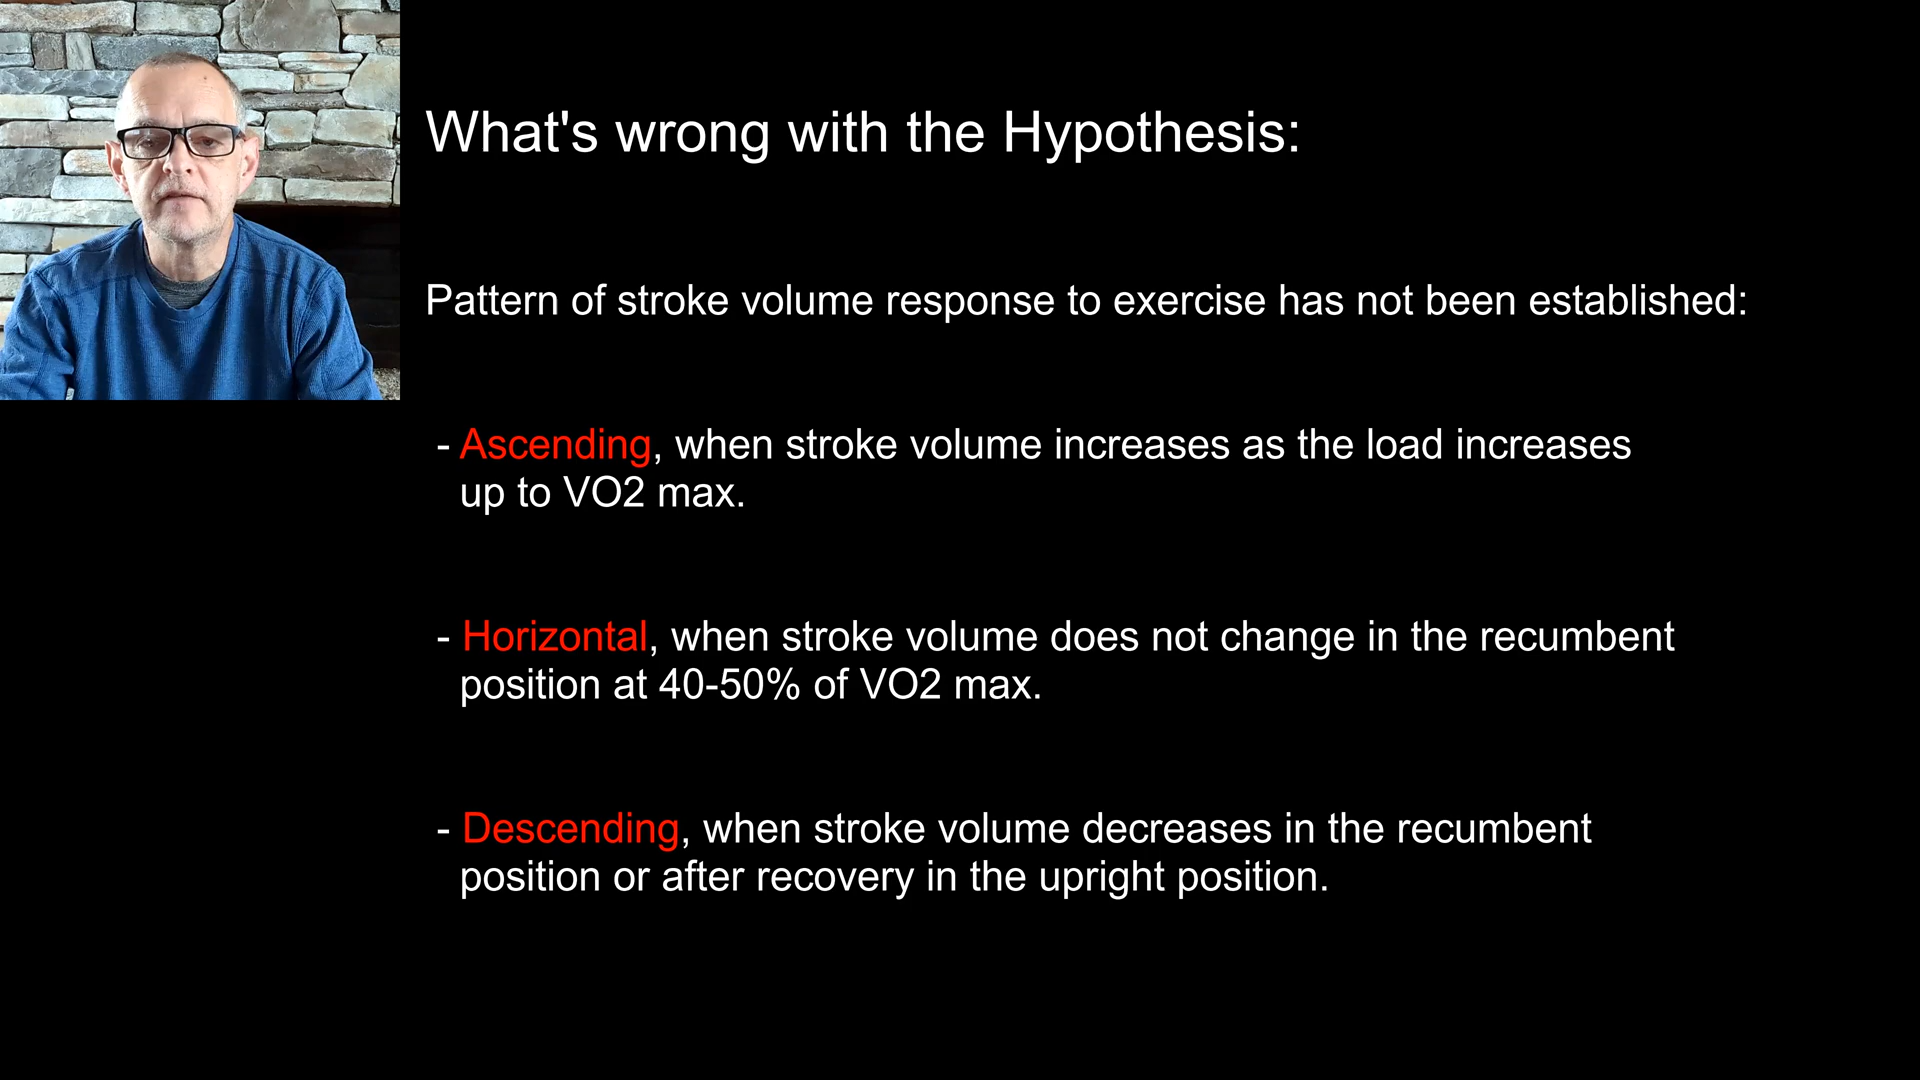 What's wrong with the Hypothesis:
Pattern of stroke volume response to exercise has not been established:
- Ascending, when stroke volume increases as the load increases
up to VO2 max.
- Horizontal, when stroke volume does not change in the recumbent
position at 40-50% of VO2 max.
- Descending, when stroke volume decreases in the recumbent
position or after recovery in the upright position.